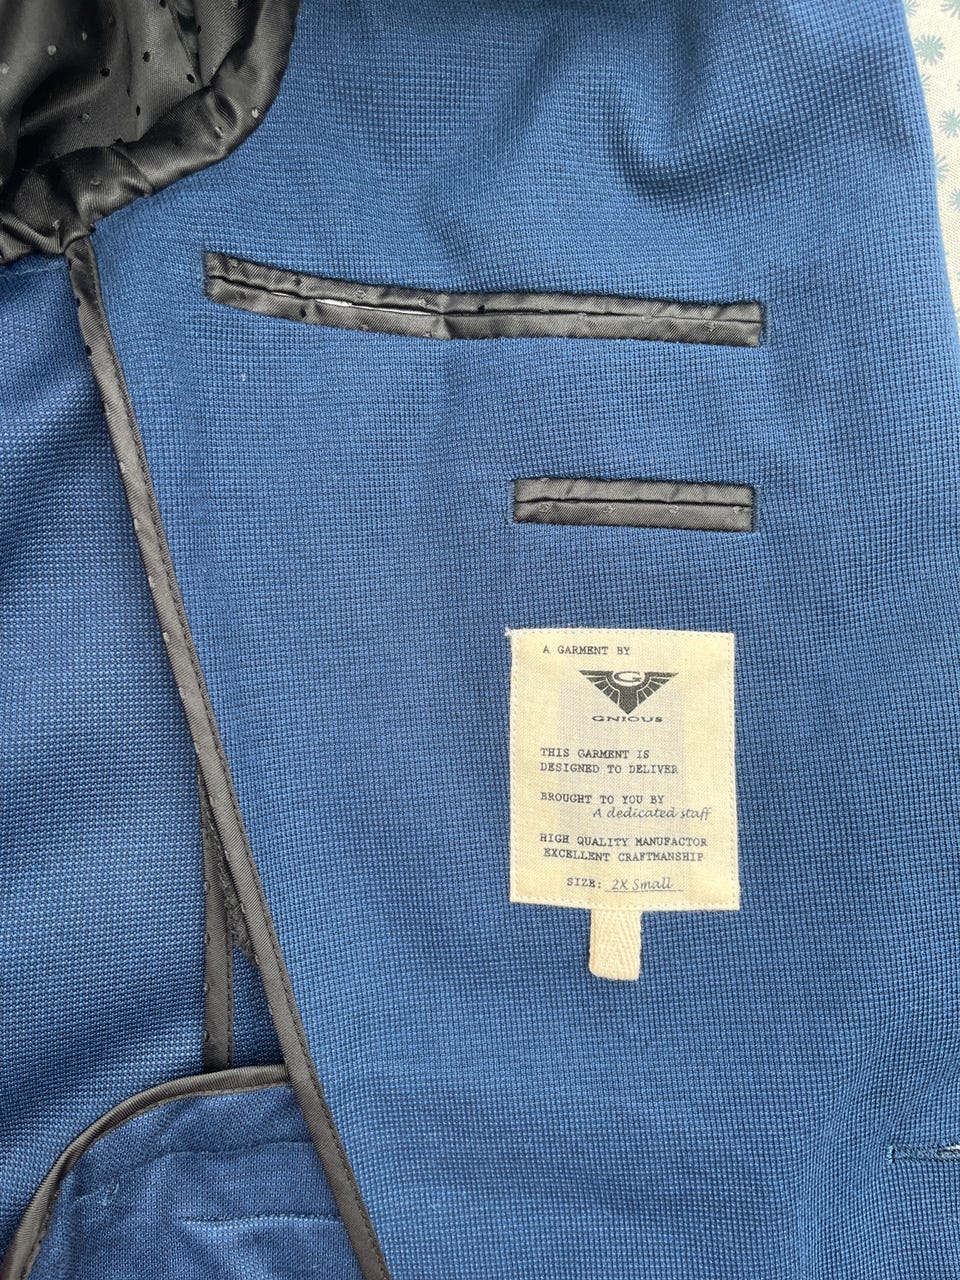 A GARMENT BY
G
GNIOUS
THIS GARMENT IS
DESIGNED TO DELIVER
BROUGHT TO YOU BY
A dedicated staff
HIGH QUALITY MANUFACTOR
EXCELLENT CRAFTMANSHIP
SIZE: 2X Small